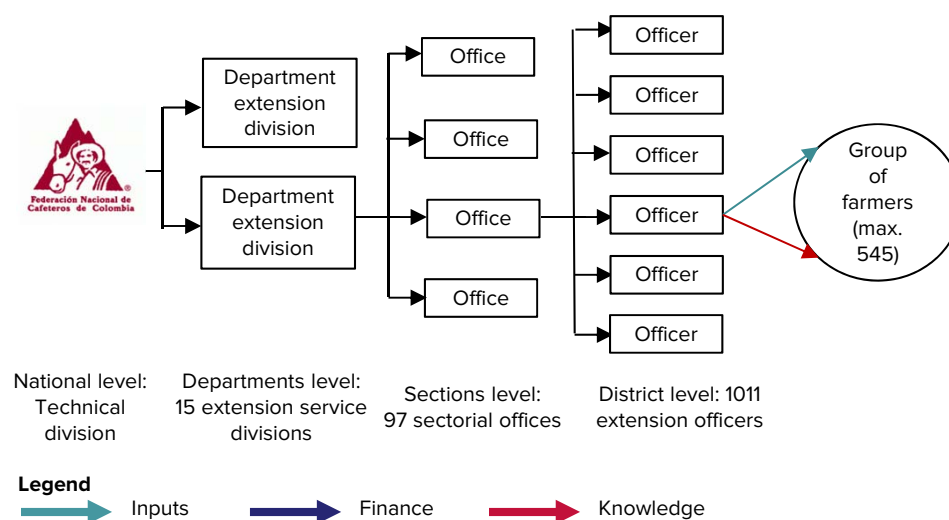 Federación Nacional de
Cafeteros de Colombia
®
Department
extension
division
Department
extension
division
Office
Office
Office
Office
Officer
Officer
Officer
Officer
Officer
Officer
Group
of
farmers
(max.
545)
National level:
Technical
division
Departments level:
15 extension service
divisions
Sections level:
97 sectorial offices
District level: 1011
extension officers
Legend
Inputs
Finance
Knowledge